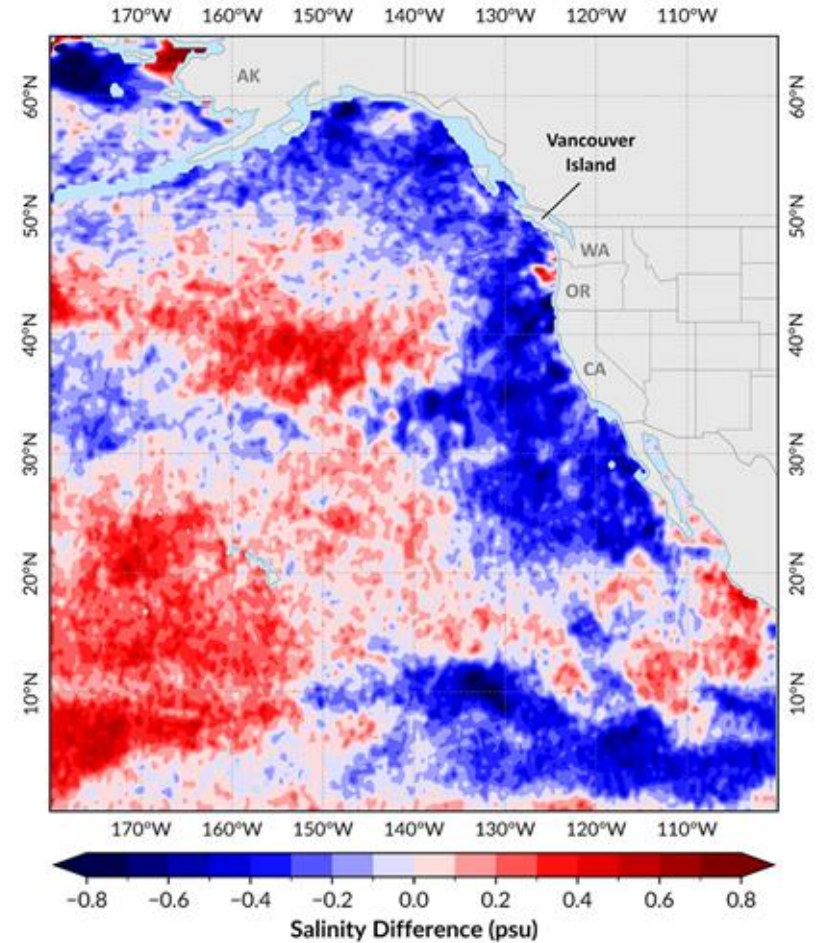 170°W 160°W 150°W 140°W 130°W 120°W 110°W
60°N 60°N
AK
Vancouver
Island
50°N 50°N
WA
OR
40°N 40°N
CA
30°N 30°N
20°N 20°N
10°N 10°N
170°W 160°W 150°W 140°W 130°W 120°W 110°W
−0.8 −0.6 −0.4 −0.2 0.0 0.2 0.4 0.6 0.8
Salinity Difference (psu)